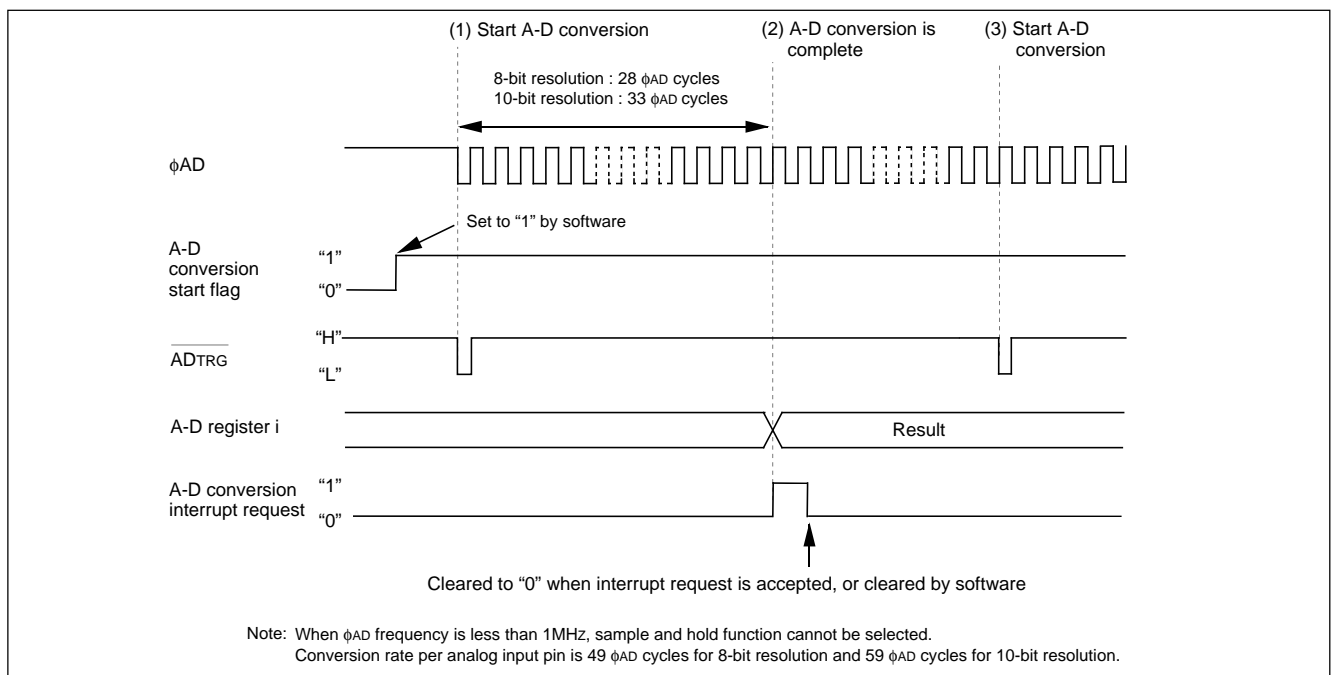 (1) Start A-D conversion
(2) A-D conversion is
complete
(3) Start A-D
conversion
8-bit resolution : 28 ϕAD cycles
10-bit resolution : 33 ϕAD cycles
ϕAD
Set to “1” by software
A-D
conversion
start flag
“1”
“0”
ADTRG
“H”
“L”
A-D register i
Result
A-D conversion
interrupt request
“1”
“0”
Cleared to “0” when interrupt request is accepted, or cleared by software
Note: When ϕAD frequency is less than 1MHZ, sample and hold function cannot be selected.
Conversion rate per analog input pin is 49 ϕAD cycles for 8-bit resolution and 59 ϕAD cycles for 10-bit resolution.